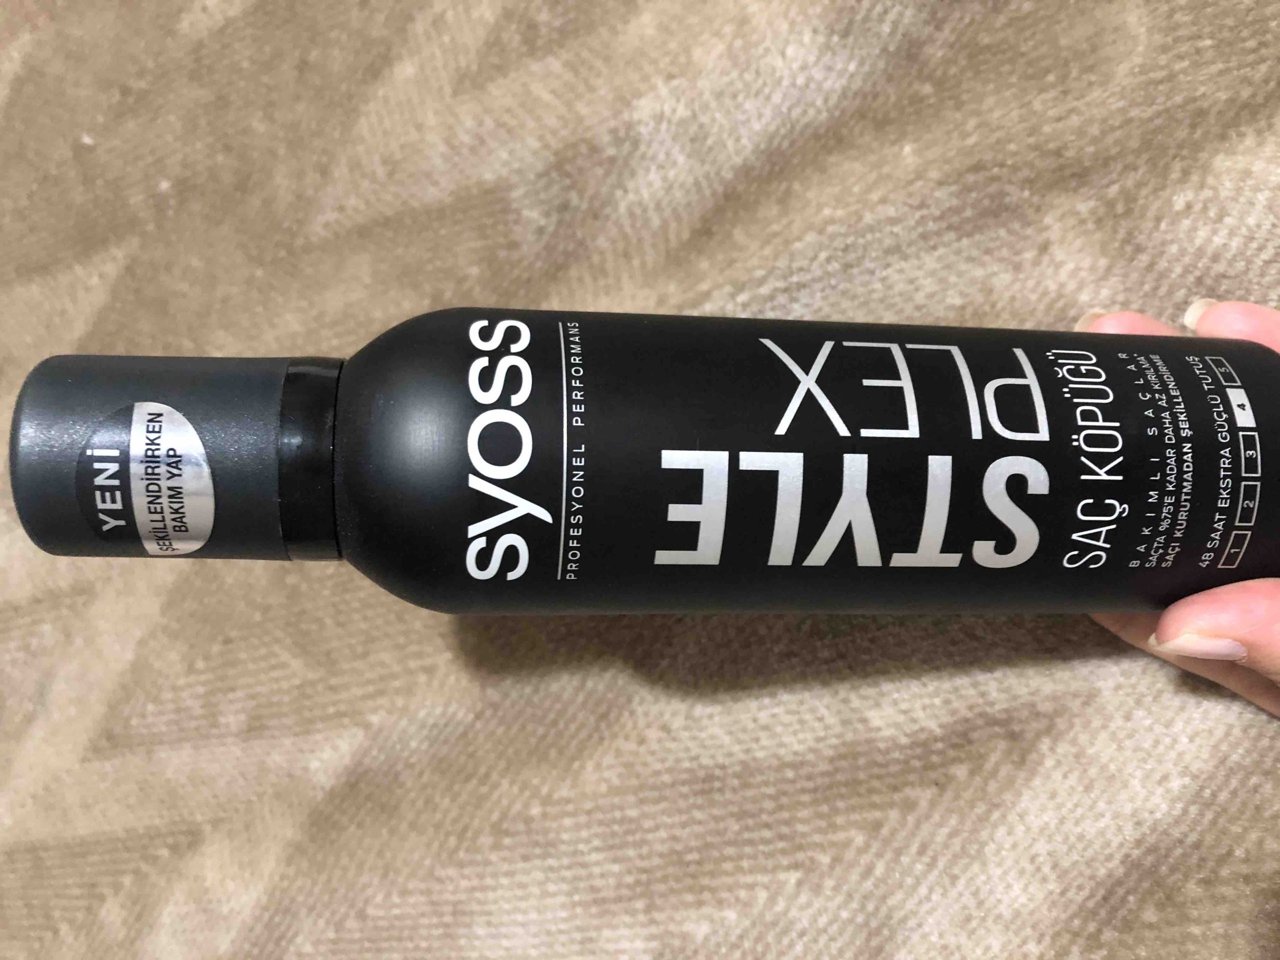 YENİ
ŞEKİLLENDİRİRKEN
BAKIM YAP
syoss
PROFESYONEL PERFORMANS
STYLE
PLEX
SAÇ KÖPÜĞÜ
BAKIMLI SAÇLAR
SAÇTA %75'E KADAR DAHA AZ KIRILMA*
SAÇI KURUTMADAN ŞEKİLLENDİRME
48 SAAT EKSTRA GÜÇLÜ TUTUŞ
1 2 3 4 5